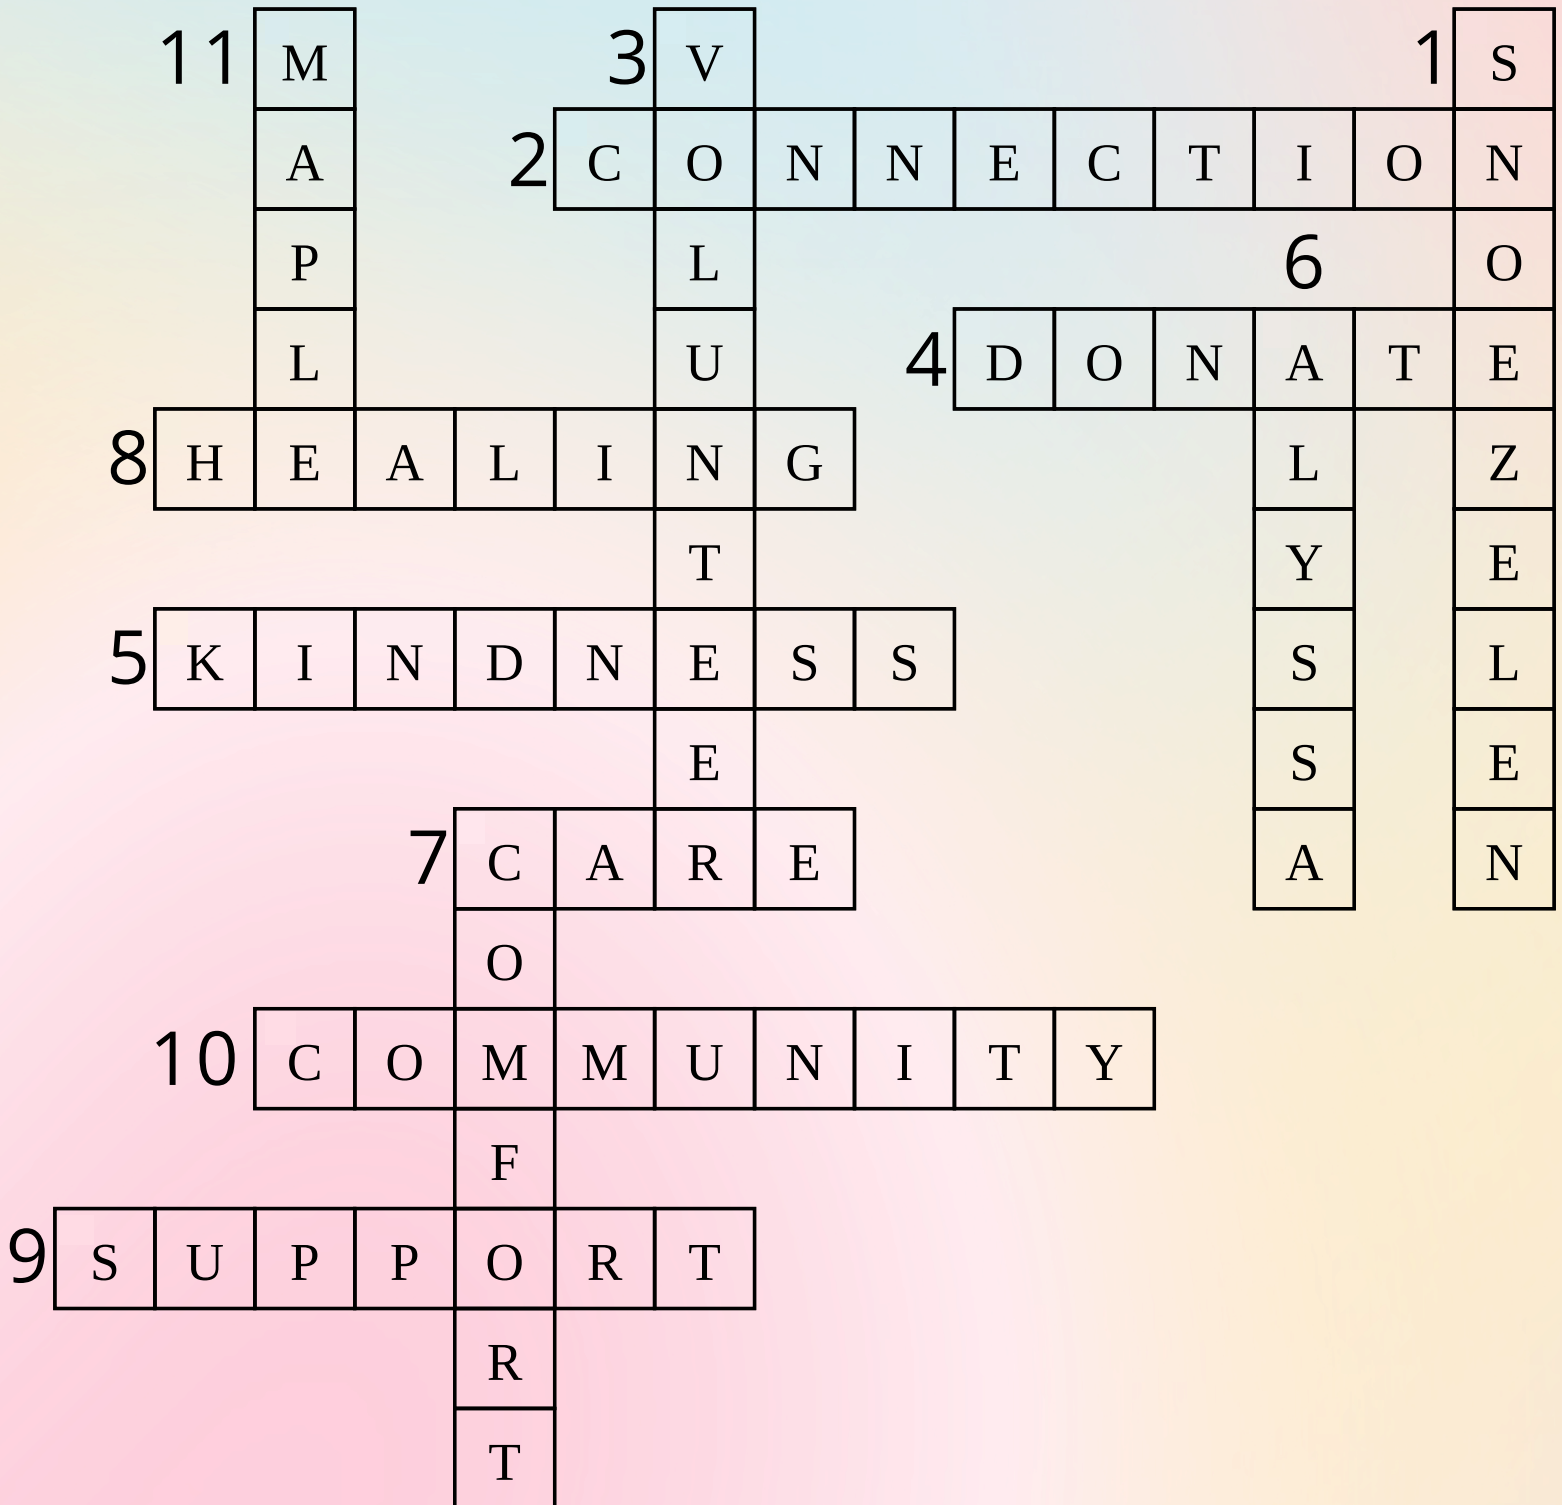 11 M 3 V 1 S
A 2 C O N N E C T I O N
P L 6 O
L U 4 D O N A T E
8 H E A L I N G L Z
T Y E
5 K I N D N E S S S L
E S E
7 C A R E A N
O
10 C O M M U N I T Y
F
9 S U P P O R T
R
T